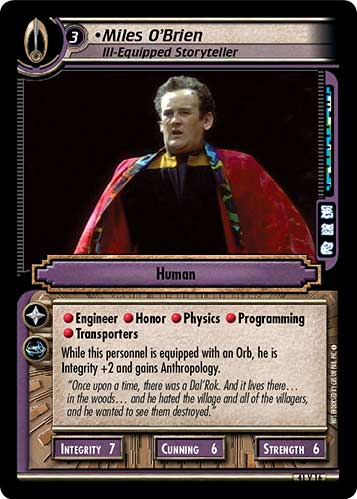 3
•Miles O'Brien
Ill-Equipped Storyteller
Human
Engineer Honor Physics Programming
Transporters
While this personnel is equipped with an Orb, he is
Integrity +2 and gains Anthropology.
"Once upon a time, there was a Dal'Rok. And it lives there…
in the woods… and he hated the village and all of the villagers,
and he wanted to see them destroyed."
INTEGRITY 7
CUNNING 6
STRENGTH 6
41 V 16